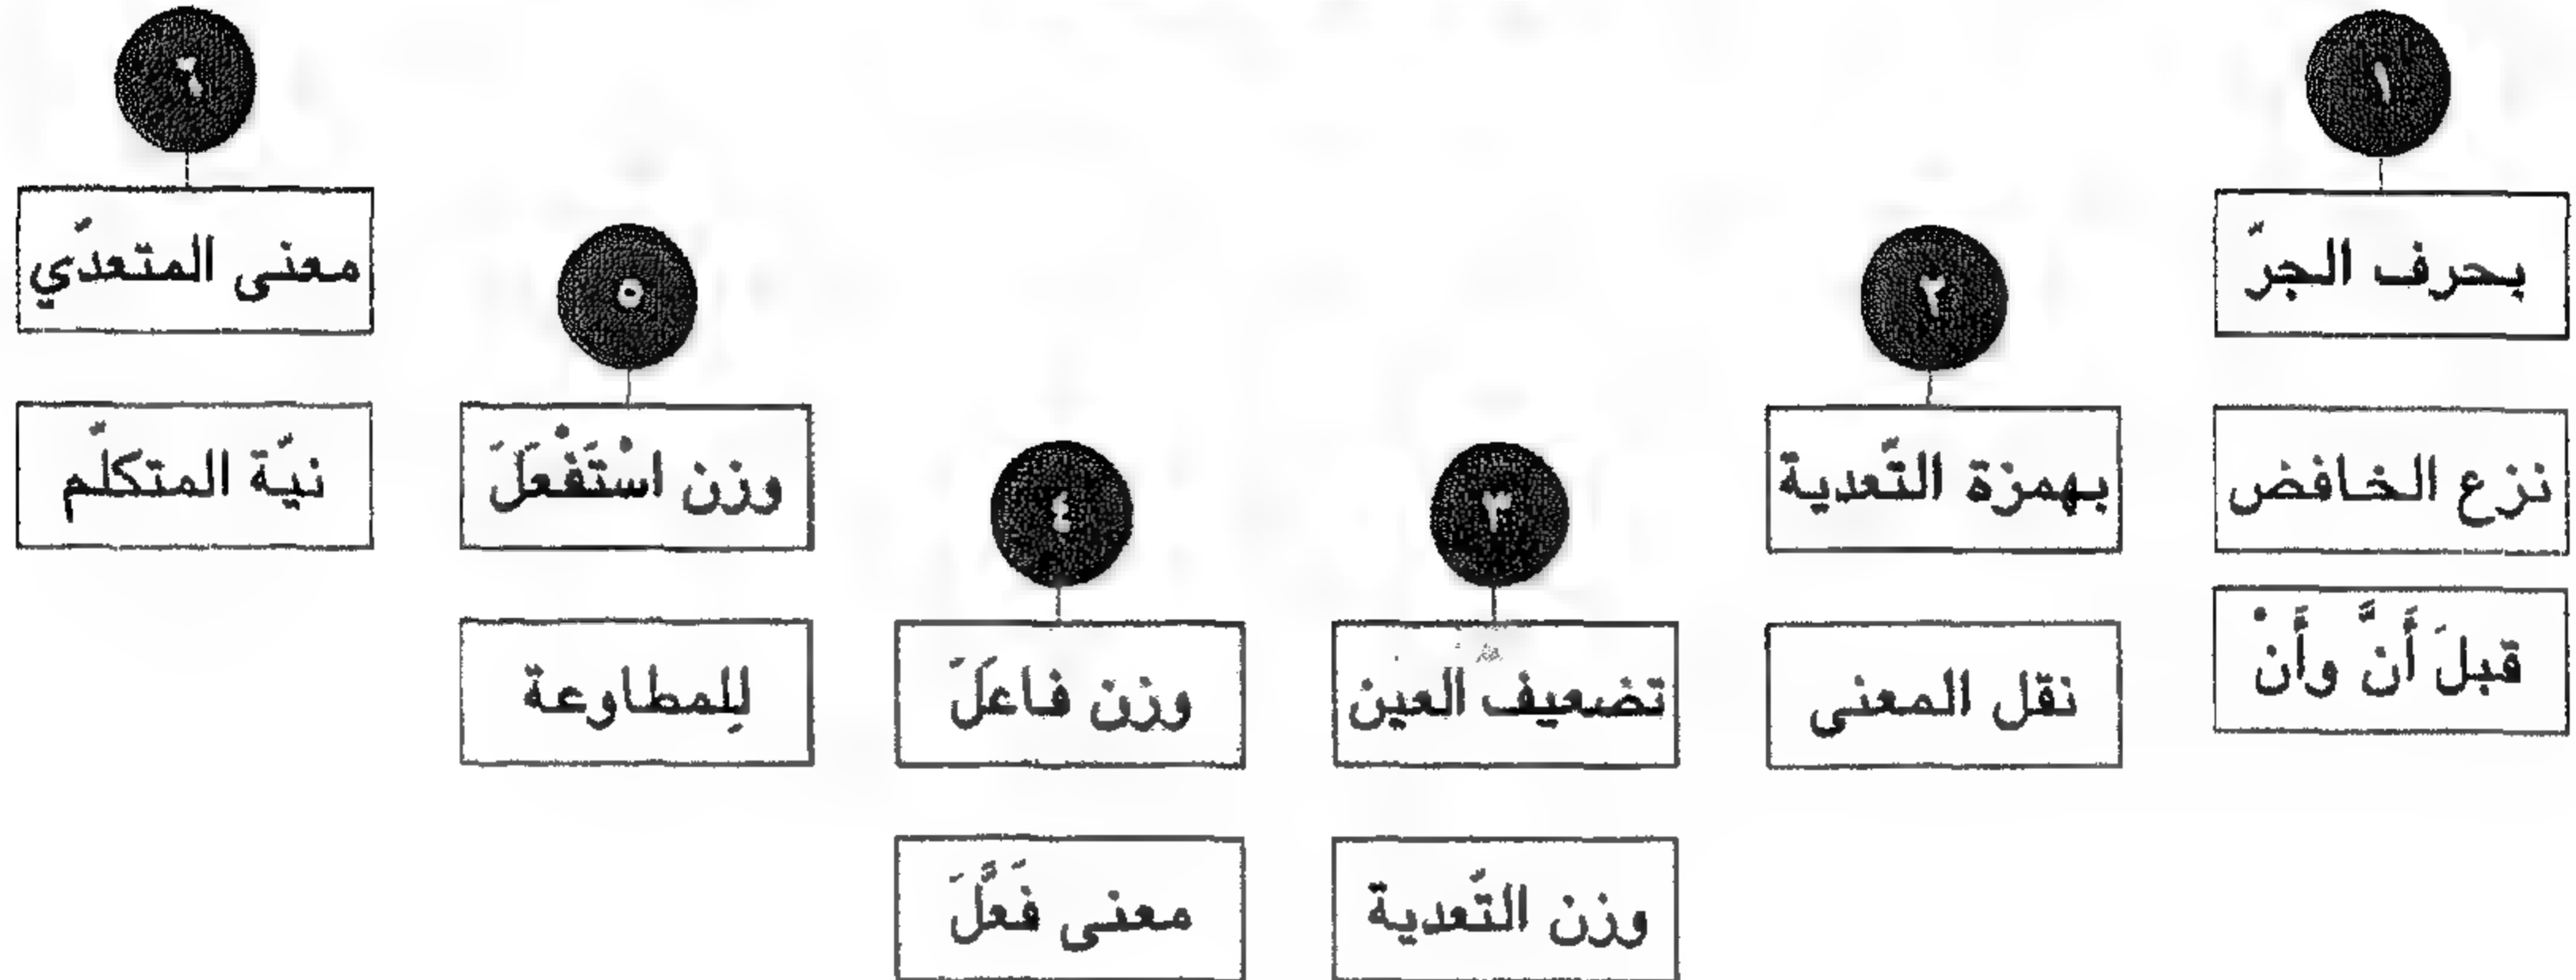 ١
بحرف الجرّ
نزع الخافض
قبلَ أَنَّ وأَنْ
٢
بهمزة التّعدية
نقل المعنى
٣
تضعيف العين
وزن التّعدية
٤
وزن فاعَلَ
معنى فَعَّلَ
٥
وزن اسْتَفْعَلَ
لِلمطاوعة
٦
معنى المتعدّي
نيّة المتكلّم